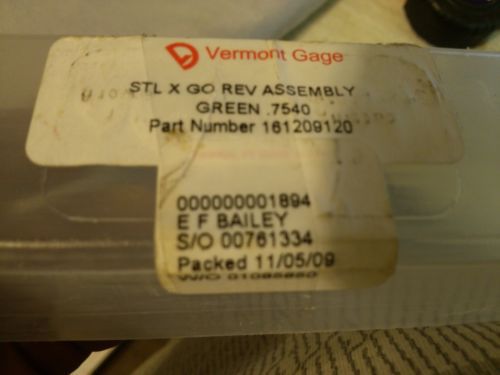 Vermont Gage
STL X GO REV ASSEMBLY
GREEN .7540
Part Number 161209120
000000001894
E F BAILEY
S/O 00761334
Packed 11/05/09